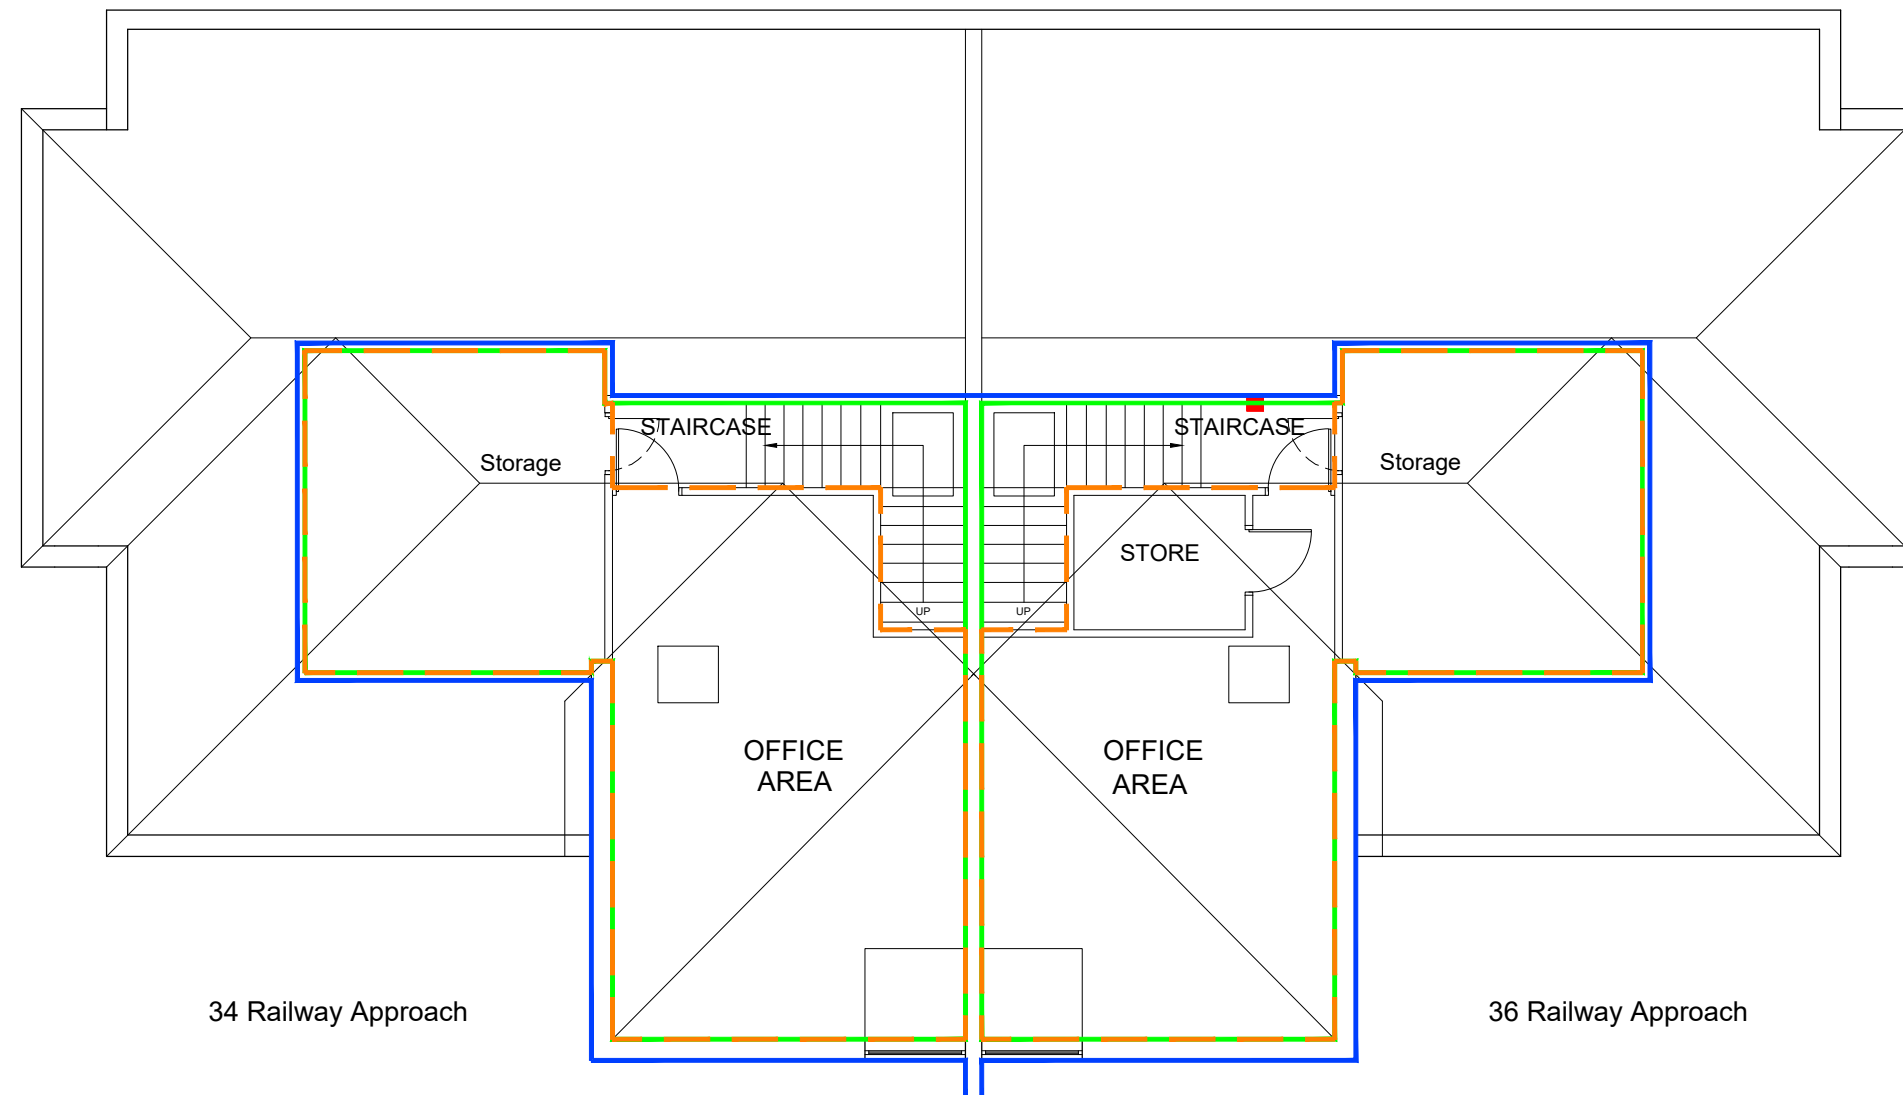 STAIRCASE
STAIRCASE
Storage
Storage
STORE
UP
UP
OFFICE
AREA
OFFICE
AREA
34 Railway Approach
36 Railway Approach